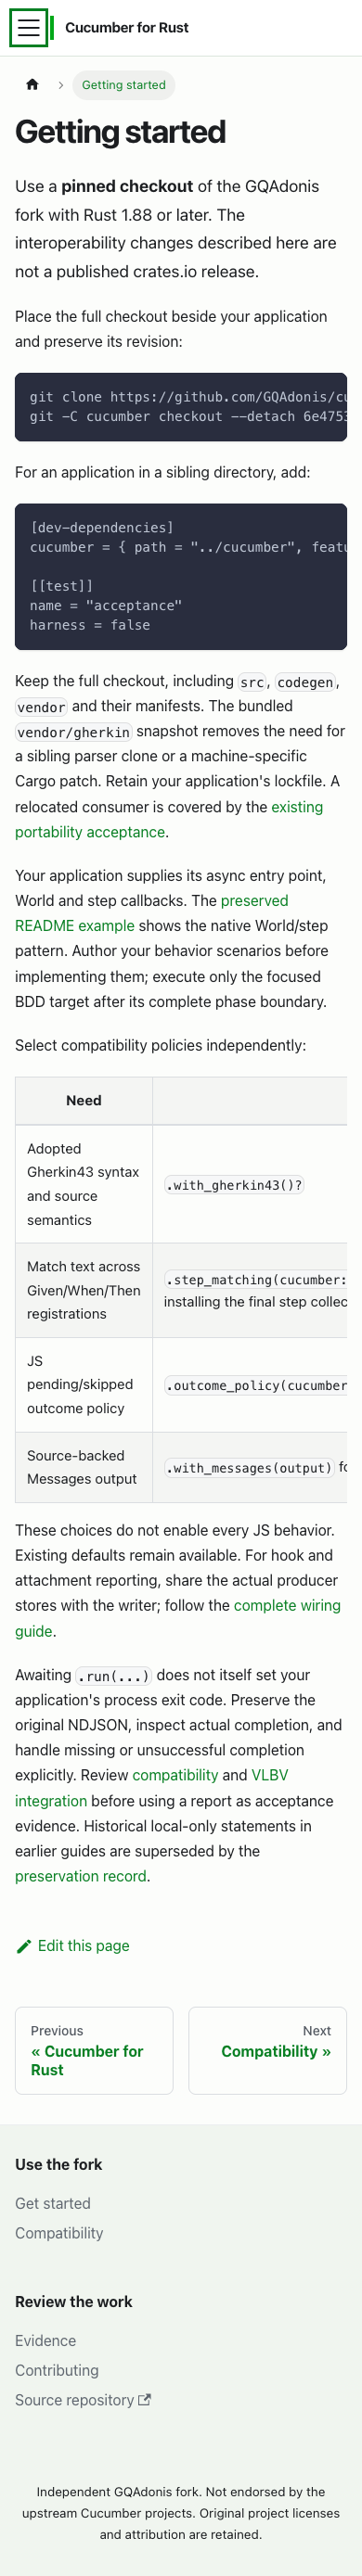 Cucumber for Rust
Getting started
Getting started
Use a pinned checkout of the GQAdonis
fork with Rust 1.88 or later. The
interoperability changes described here are
not a published crates.io release.
Place the full checkout beside your application
and preserve its revision:
git clone https://github.com/GQAdonis/cu
git -C cucumber checkout --detach 6e4753
For an application in a sibling directory, add:
[dev-dependencies]
cucumber = { path = "../cucumber", featu
[[test]]
name = "acceptance"
harness = false
Keep the full checkout, including src, codegen,
vendor and their manifests. The bundled
vendor/gherkin snapshot removes the need for
a sibling parser clone or a machine-specific
Cargo patch. Retain your application's lockfile. A
relocated consumer is covered by the existing
portability acceptance.
Your application supplies its async entry point,
World and step callbacks. The preserved
README example shows the native World/step
pattern. Author your behavior scenarios before
implementing them; execute only the focused
BDD target after its complete phase boundary.
Select compatibility policies independently:
Need
Adopted
Gherkin43 syntax
and source
semantics
.with_gherkin43()?
Match text across
Given/When/Then
registrations
.step_matching(cucumber:
installing the final step collec
JS
pending/skipped
outcome policy
.outcome_policy(cucumber
Source-backed
Messages output
.with_messages(output) fo
These choices do not enable every JS behavior.
Existing defaults remain available. For hook and
attachment reporting, share the actual producer
stores with the writer; follow the complete wiring
guide.
Awaiting .run(...) does not itself set your
application's process exit code. Preserve the
original NDJSON, inspect actual completion, and
handle missing or unsuccessful completion
explicitly. Review compatibility and VLBV
integration before using a report as acceptance
evidence. Historical local-only statements in
earlier guides are superseded by the
preservation record.
Edit this page
Previous
« Cucumber for
Rust
Next
Compatibility »
Use the fork
Get started
Compatibility
Review the work
Evidence
Contributing
Source repository
Independent GQAdonis fork. Not endorsed by the
upstream Cucumber projects. Original project licenses
and attribution are retained.